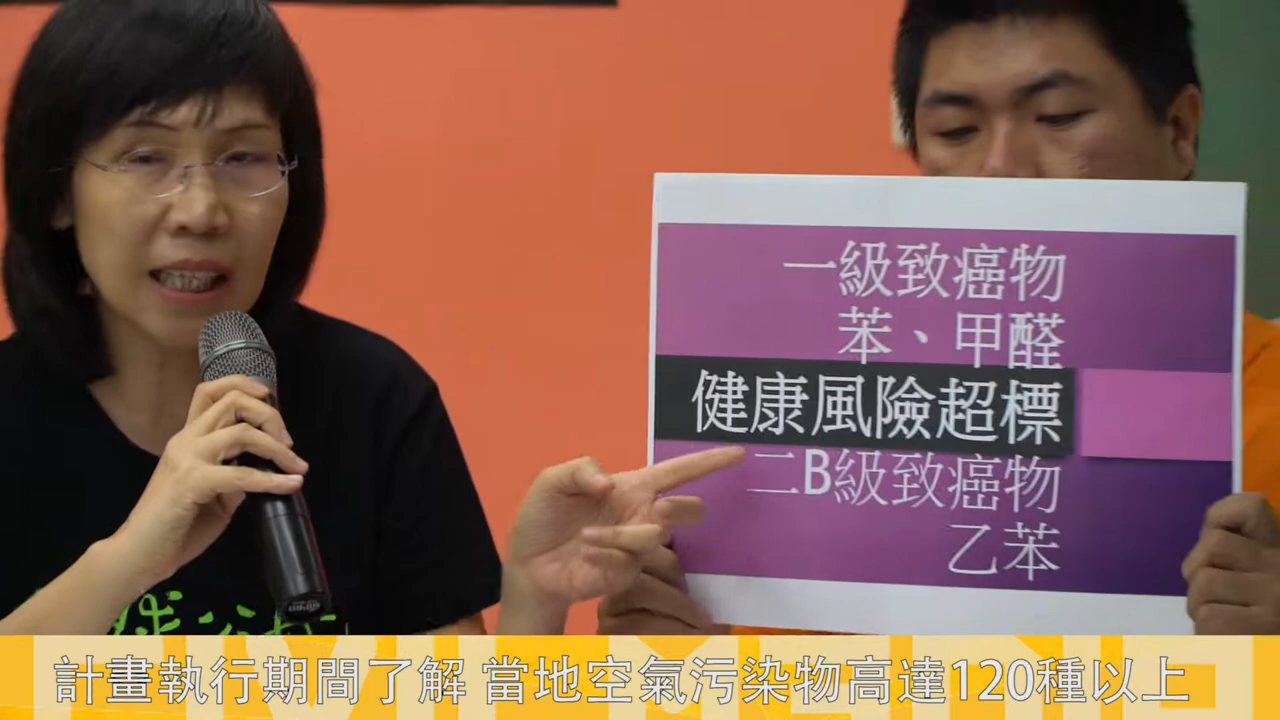 一級致癌物
苯、甲醛
健康風險超標
二B級致癌物
乙苯
計畫執行期間了解 當地空氣污染物高達120種以上